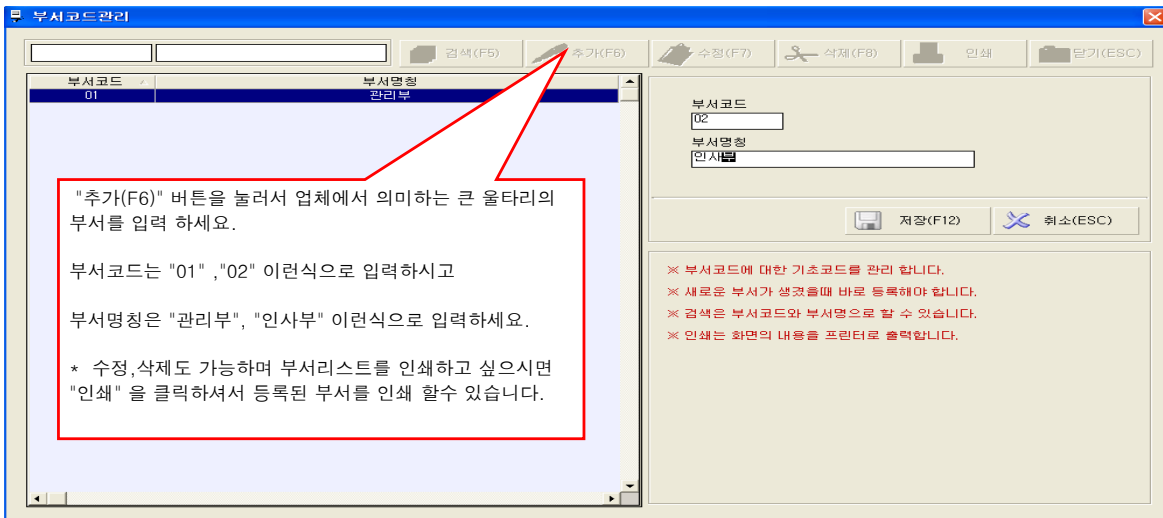 부서코드관리
검색(F5) 추가(F6) 수정(F7) 삭제(F8) 인쇄 닫기(ESC)
부서코드 부서명칭
01 관리부
"추가(F6)" 버튼을 눌러서 업체에서 의미하는 큰 울타리의
부서를 입력 하세요.
부서코드는 "01" ,"02" 이런식으로 입력하시고
부서명칭은 "관리부", "인사부" 이런식으로 입력하세요.
* 수정,삭제도 가능하며 부서리스트를 인쇄하고 싶으시면
"인쇄" 을 클릭하셔서 등록된 부서를 인쇄 할수 있습니다.
부서코드
02
부서명칭
인사부
저장(F12) 취소(ESC)
※ 부서코드에 대한 기초코드를 관리 합니다.
※ 새로운 부서가 생겼을때 바로 등록해야 합니다.
※ 검색은 부서코드와 부서명으로 할 수 있습니다.
※ 인쇄는 화면의 내용을 프린터로 출력합니다.